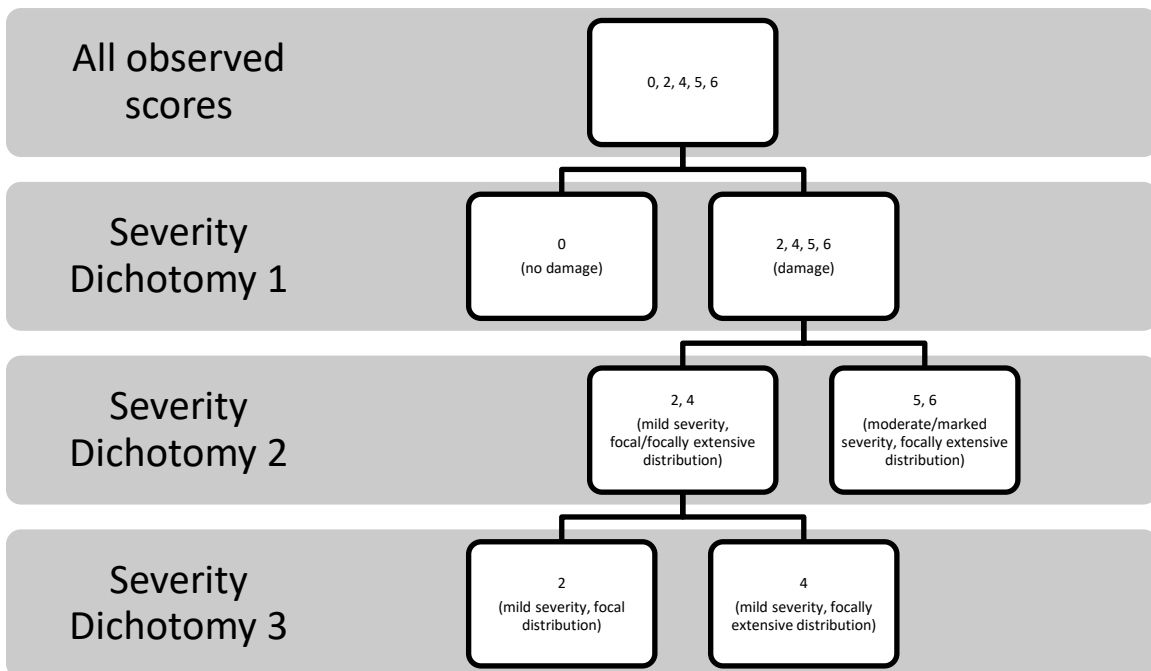 All observed
scores
0, 2, 4, 5, 6
Severity
Dichotomy 1
0
(no damage)
2, 4, 5, 6
(damage)
Severity
Dichotomy 2
2, 4
(mild severity,
focal/focally extensive
distribution)
5, 6
(moderate/marked
severity, focally extensive
distribution)
Severity
Dichotomy 3
2
(mild severity, focal
distribution)
4
(mild severity, focally
extensive distribution)